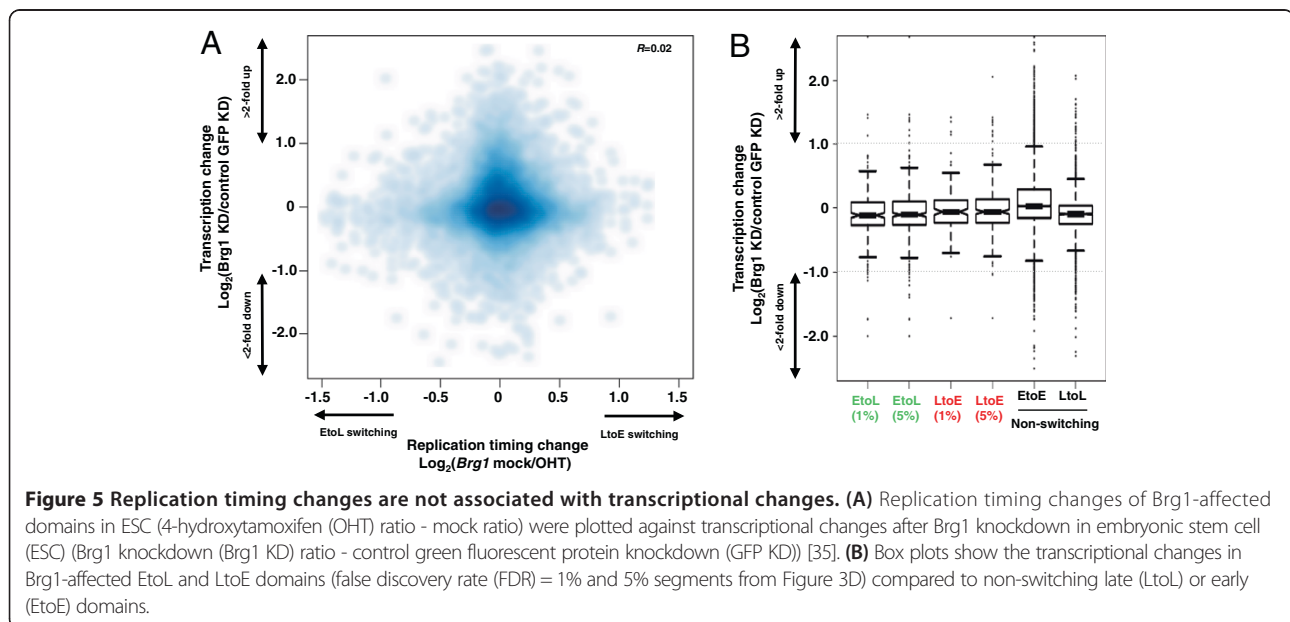 A
R=0.02
>2-fold up
<2-fold down
Transcription change
Log2(Brg1 KD/control GFP KD)
2.0
1.0
0
-1.0
-2.0
-1.5 -1.0 -0.5 0 0.5 1.0 1.5
EtoL switching
LtoE switching
Replication timing change
Log2(Brg1 mock/OHT)
B
>2-fold up
<2-fold down
Transcription change
Log2(Brg1 KD/control GFP KD)
2.0
1.0
0
-1.0
-2.0
EtoL (1%)
EtoL (5%)
LtoE (1%)
LtoE (5%)
EtoE
LtoL
Non-switching
Figure 5 Replication timing changes are not associated with transcriptional changes. (A) Replication timing changes of Brg1-affected
domains in ESC (4-hydroxytamoxifen (OHT) ratio - mock ratio) were plotted against transcriptional changes after Brg1 knockdown in embryonic stem cell
(ESC) (Brg1 knockdown (Brg1 KD) ratio - control green fluorescent protein knockdown (GFP KD)) [35]. (B) Box plots show the transcriptional changes in
Brg1-affected EtoL and LtoE domains (false discovery rate (FDR) = 1% and 5% segments from Figure 3D) compared to non-switching late (LtoL) or early
(EtoE) domains.